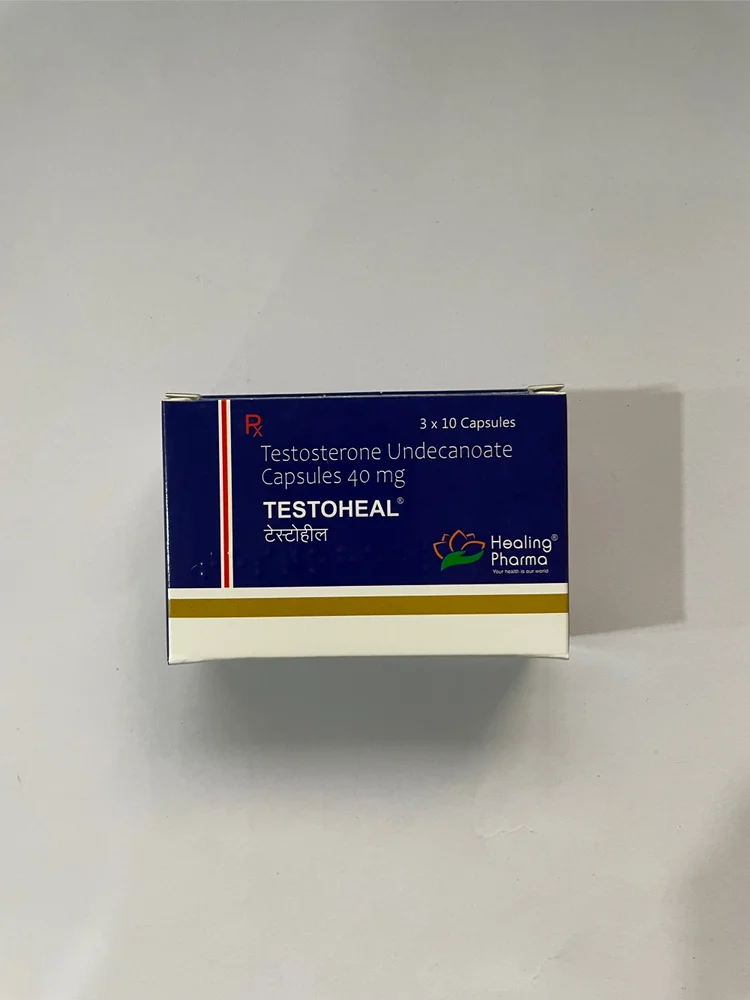 Rx
3 x 10 Capsules
Testosterone Undecanoate
Capsules 40 mg
TESTOHEAL®
टेस्टोहील
Healing®
Pharma
Your health is our world